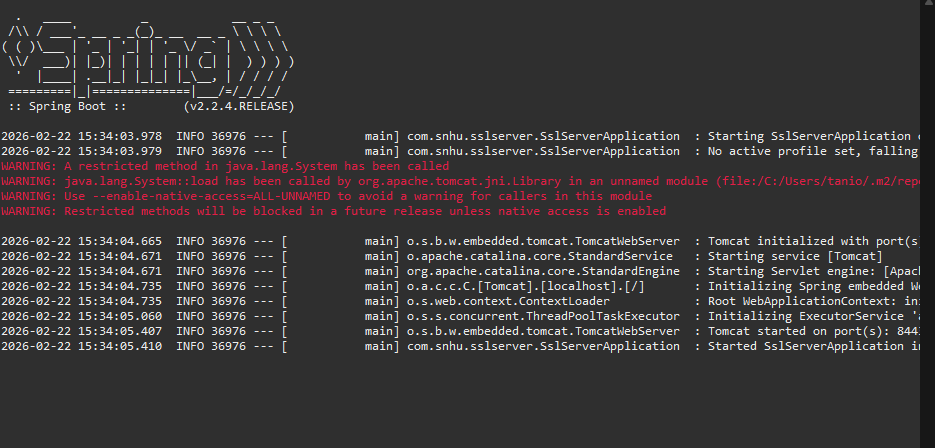 .   ____          _            __ _ _
 /\\ / ___'_ __ _ _(_)_ __  __ _ \ \ \ \
( ( )\___ | '_ | '_| | '_ \/ _` | \ \ \ \
 \\/  ___)| |_)| | | | | || (_| |  ) ) ) )
  '  |____| .__|_| |_|_| |_\__, | / / / /
 =========|_|==============|___/=/_/_/_/
 :: Spring Boot ::        (v2.2.4.RELEASE)
2026-02-22 15:34:03.978  INFO 36976 --- [           main] com.snhu.sslserver.SslServerApplication  : Starting SslServerApplication
2026-02-22 15:34:03.979  INFO 36976 --- [           main] com.snhu.sslserver.SslServerApplication  : No active profile set, falling
WARNING: A restricted method in java.lang.System has been called
WARNING: java.lang.System::load has been called by org.apache.tomcat.jni.Library in an unnamed module (file:/C:/Users/tanio/.m2/repo
WARNING: Use --enable-native-access=ALL-UNNAMED to avoid a warning for callers in this module
WARNING: Restricted methods will be blocked in a future release unless native access is enabled
2026-02-22 15:34:04.665  INFO 36976 --- [           main] o.s.b.w.embedded.tomcat.TomcatWebServer  : Tomcat initialized with port(s
2026-02-22 15:34:04.671  INFO 36976 --- [           main] o.apache.catalina.core.StandardService   : Starting service [Tomcat]
2026-02-22 15:34:04.671  INFO 36976 --- [           main] org.apache.catalina.core.StandardEngine  : Starting Servlet engine: [Apac
2026-02-22 15:34:04.735  INFO 36976 --- [           main] o.a.c.c.C.[Tomcat].[localhost].[/]       : Initializing Spring embedded W
2026-02-22 15:34:04.735  INFO 36976 --- [           main] o.s.web.context.ContextLoader            : Root WebApplicationContext: in
2026-02-22 15:34:05.060  INFO 36976 --- [           main] o.s.s.concurrent.ThreadPoolTaskExecutor  : Initializing ExecutorService '
2026-02-22 15:34:05.407  INFO 36976 --- [           main] o.s.b.w.embedded.tomcat.TomcatWebServer  : Tomcat started on port(s): 844
2026-02-22 15:34:05.410  INFO 36976 --- [           main] com.snhu.sslserver.SslServerApplication  : Started SslServerApplication i